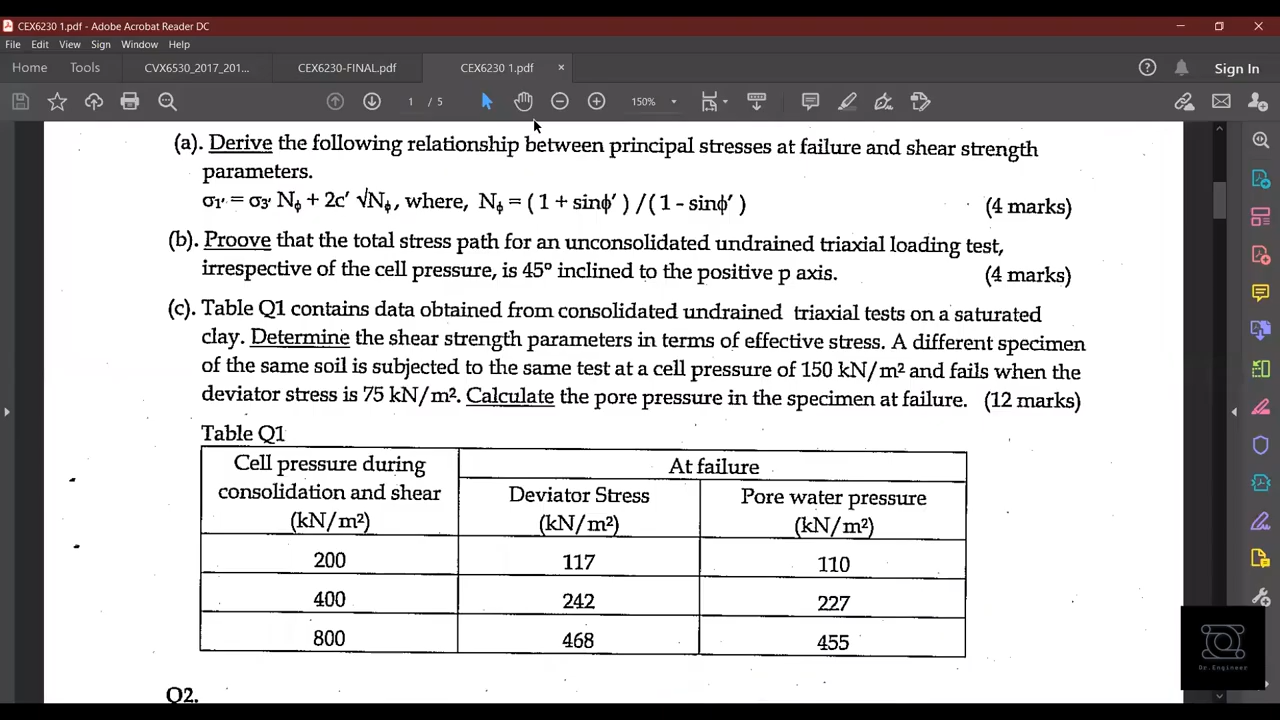 CEX6230 1.pdf - Adobe Acrobat Reader DC
File Edit View Sign Window Help
Home Tools CVX6530_2017_201... CEX6230-FINAL.pdf CEX6230 1.pdf × Sign In
1 / 5 150%
(a). Derive the following relationship between principal stresses at failure and shear strength
parameters.
σ1' = σ3' Nϕ + 2c' √Nϕ, where, Nϕ = ( 1 + sinϕ' ) /( 1 - sinϕ' ) (4 marks)
(b). Proove that the total stress path for an unconsolidated undrained triaxial loading test,
irrespective of the cell pressure, is 45° inclined to the positive p axis. (4 marks)
(c). Table Q1 contains data obtained from consolidated undrained triaxial tests on a saturated
clay. Determine the shear strength parameters in terms of effective stress. A different specimen
of the same soil is subjected to the same test at a cell pressure of 150 kN/m² and fails when the
deviator stress is 75 kN/m². Calculate the pore pressure in the specimen at failure. (12 marks)
Table Q1
Cell pressure during At failure
consolidation and shear Deviator Stress Pore water pressure
(kN/m²) (kN/m²) (kN/m²)
200 117 110
400 242 227
800 468 455
Q2.
Dr.Engineer